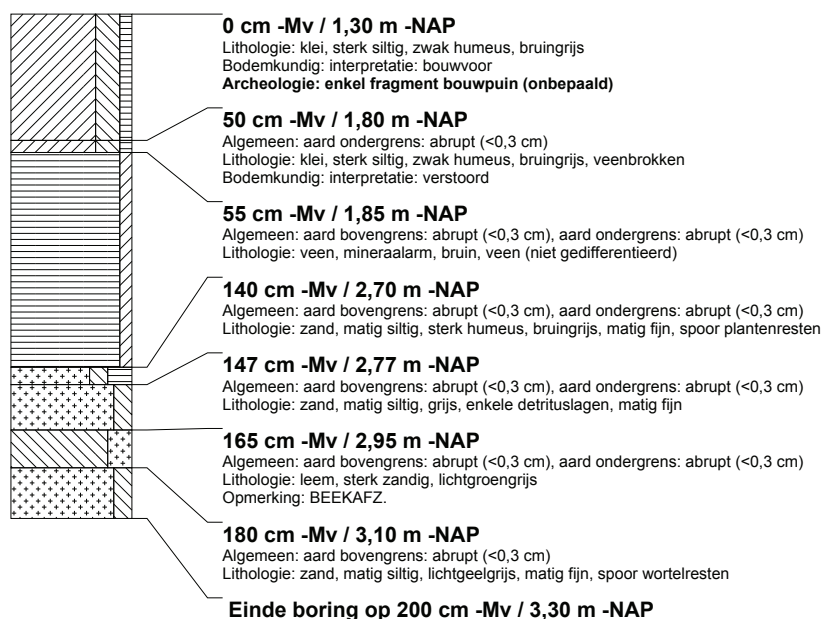 0 cm -Mv / 1,30 m -NAP
Lithologie: klei, sterk siltig, zwak humeus, bruingrijs
Bodemkundig: interpretatie: bouwvoor
Archeologie: enkel fragment bouwpuin (onbepaald)
50 cm -Mv / 1,80 m -NAP
Algemeen: aard ondergrens: abrupt (<0,3 cm)
Lithologie: klei, sterk siltig, zwak humeus, bruingrijs, veenbrokken
Bodemkundig: interpretatie: verstoord
55 cm -Mv / 1,85 m -NAP
Algemeen: aard bovengrens: abrupt (<0,3 cm), aard ondergrens: abrupt (<0,3 cm)
Lithologie: veen, mineraalarm, bruin, veen (niet gedifferentieerd)
140 cm -Mv / 2,70 m -NAP
Algemeen: aard bovengrens: abrupt (<0,3 cm), aard ondergrens: abrupt (<0,3 cm)
Lithologie: zand, matig siltig, sterk humeus, bruingrijs, matig fijn, spoor plantenresten
147 cm -Mv / 2,77 m -NAP
Algemeen: aard bovengrens: abrupt (<0,3 cm), aard ondergrens: abrupt (<0,3 cm)
Lithologie: zand, matig siltig, grijs, enkele detrituslagen, matig fijn
165 cm -Mv / 2,95 m -NAP
Algemeen: aard bovengrens: abrupt (<0,3 cm), aard ondergrens: abrupt (<0,3 cm)
Lithologie: leem, sterk zandig, lichtgroengrijs
Opmerking: BEEKAFZ.
180 cm -Mv / 3,10 m -NAP
Algemeen: aard bovengrens: abrupt (<0,3 cm)
Lithologie: zand, matig siltig, lichtgeelgrijs, matig fijn, spoor wortelresten
Einde boring op 200 cm -Mv / 3,30 m -NAP